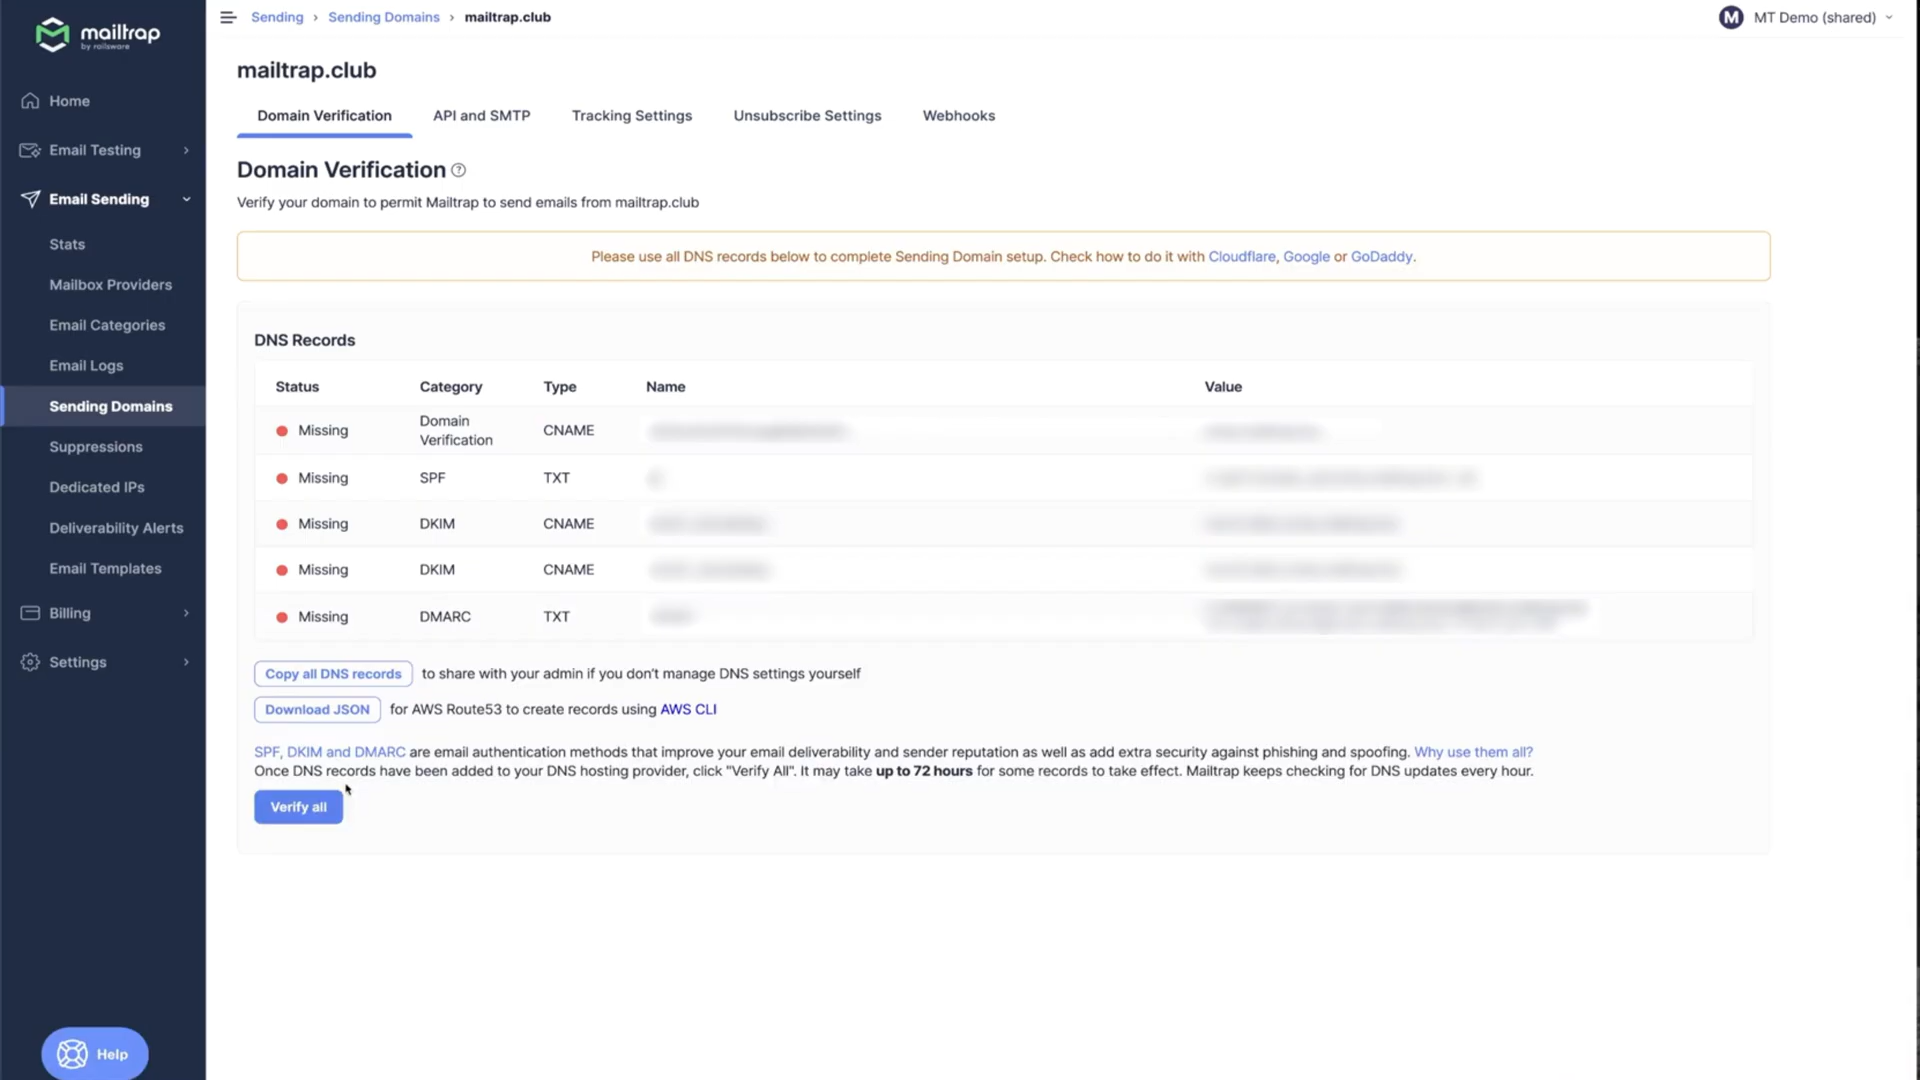 mailtrap
by railsware
Sending › Sending Domains › mailtrap.club
M MT Demo (shared)
Home
Email Testing
Email Sending
Stats
Mailbox Providers
Email Categories
Email Logs
Sending Domains
Suppressions
Dedicated IPs
Deliverability Alerts
Email Templates
Billing
Settings
Help
mailtrap.club
Domain Verification API and SMTP Tracking Settings Unsubscribe Settings Webhooks
Domain Verification ?
Verify your domain to permit Mailtrap to send emails from mailtrap.club
Please use all DNS records below to complete Sending Domain setup. Check how to do it with Cloudflare, Google or GoDaddy.
DNS Records
Status Category Type Name Value
Missing Domain Verification CNAME
Missing SPF TXT
Missing DKIM CNAME
Missing DKIM CNAME
Missing DMARC TXT
Copy all DNS records to share with your admin if you don't manage DNS settings yourself
Download JSON for AWS Route53 to create records using AWS CLI
SPF, DKIM and DMARC are email authentication methods that improve your email deliverability and sender reputation as well as add extra security against phishing and spoofing. Why use them all?
Once DNS records have been added to your DNS hosting provider, click "Verify All". It may take up to 72 hours for some records to take effect. Mailtrap keeps checking for DNS updates every hour.
Verify all